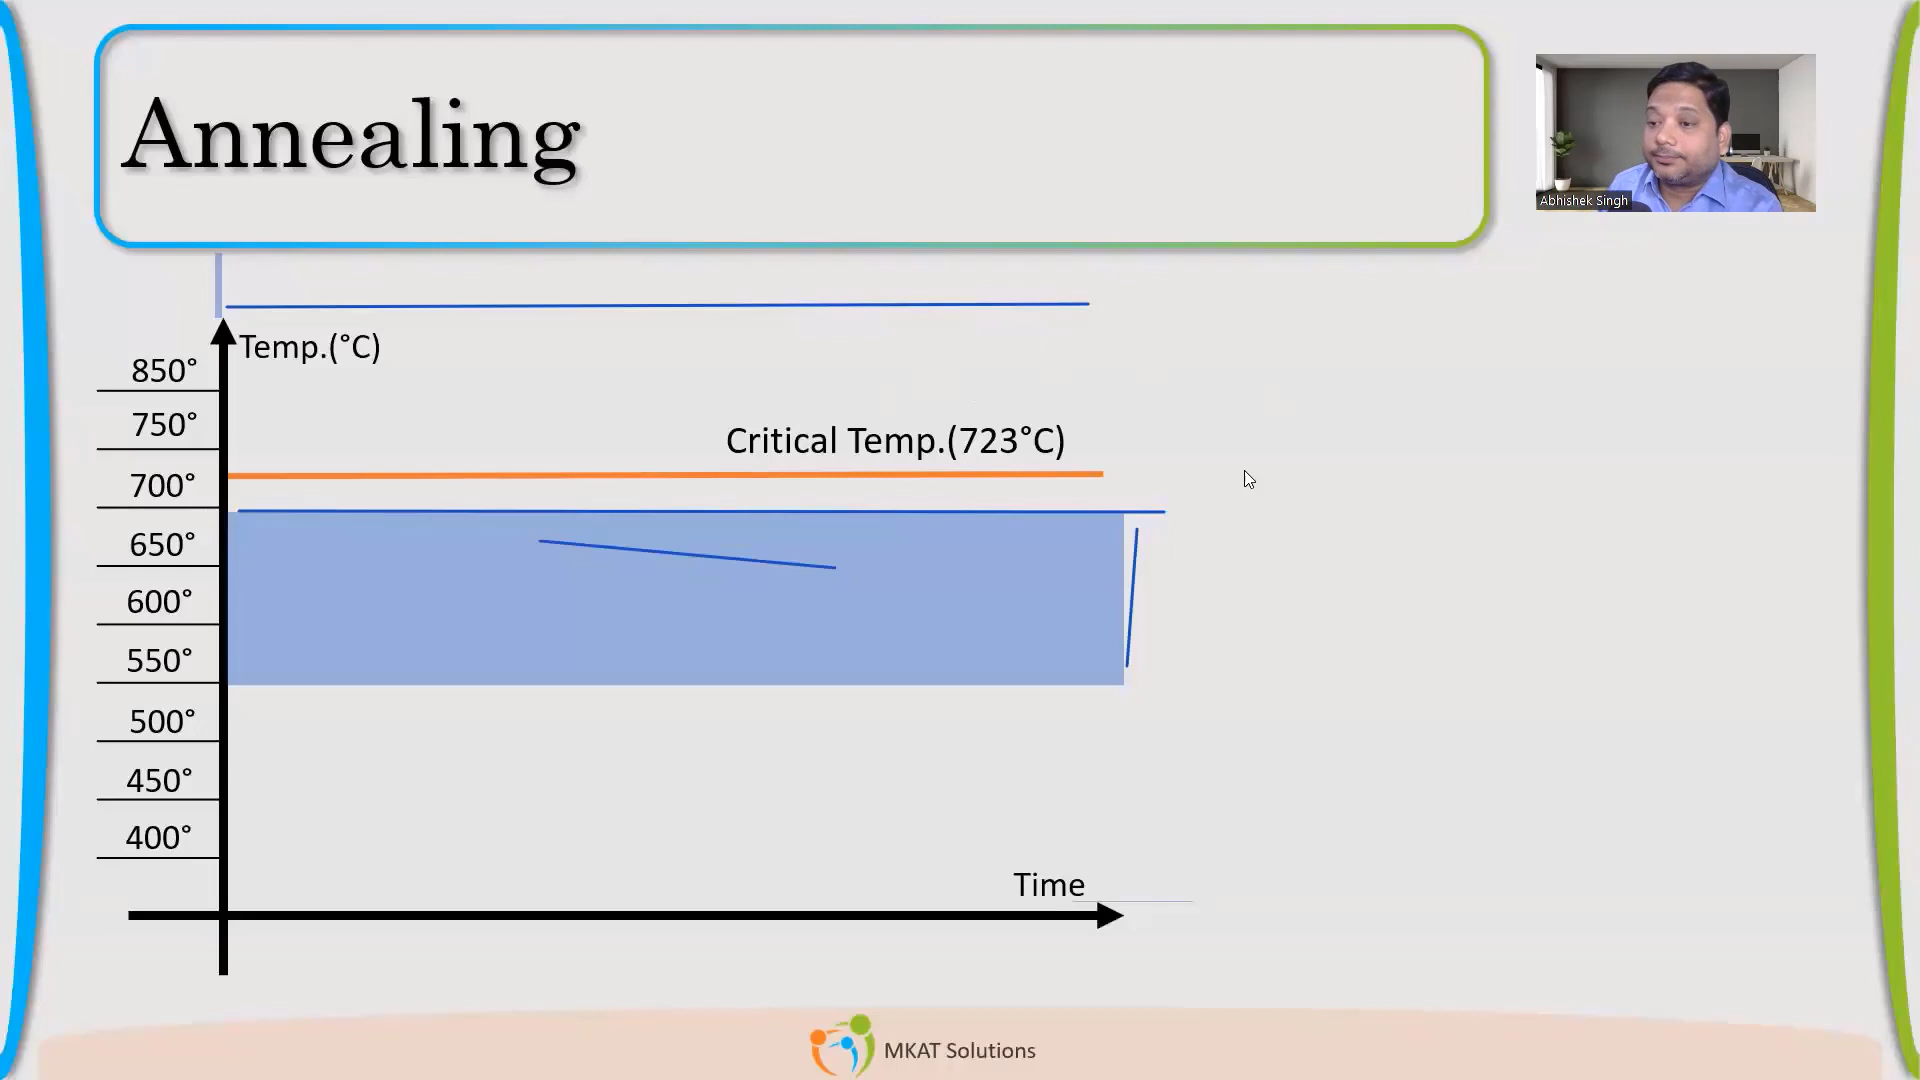 Annealing
Abhishek Singh
Temp.(°C)
850°
750°
Critical Temp.(723°C)
700°
650°
600°
550°
500°
450°
400°
Time
MKAT Solutions